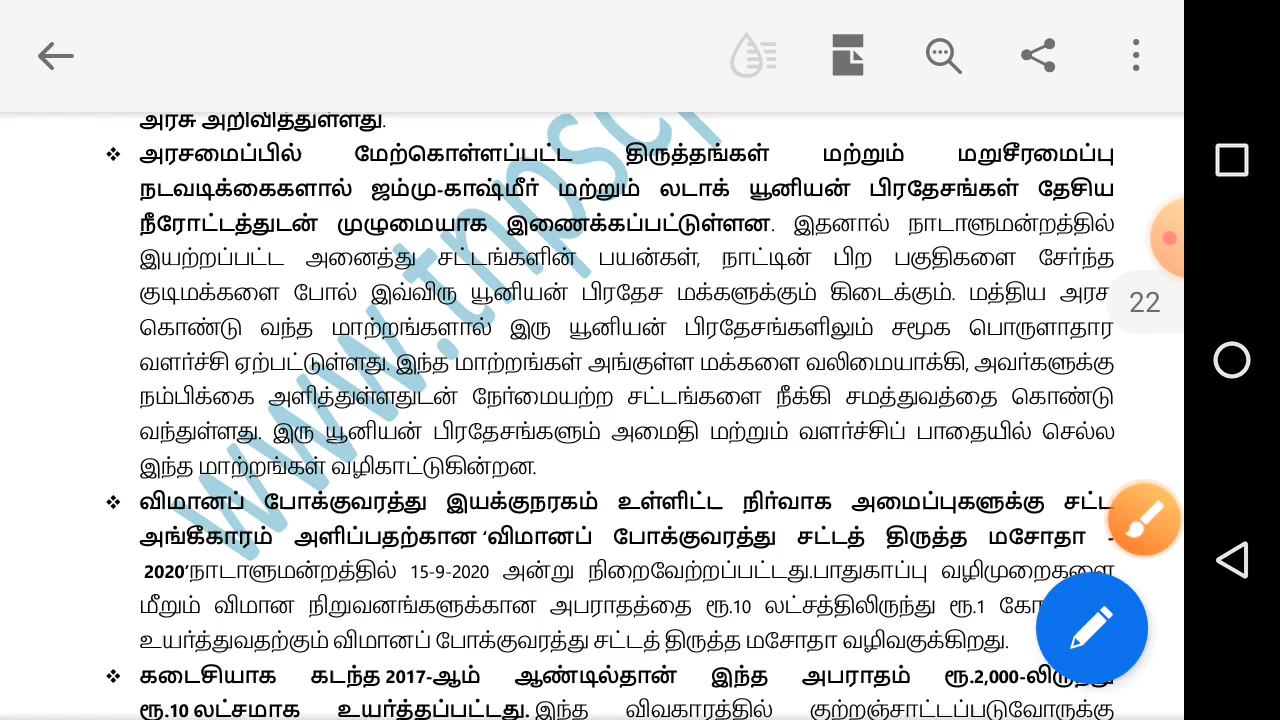 அரசு அறிவித்துள்ளது.
❖ அரசமைப்பில் மேற்கொள்ளப்பட்ட திருத்தங்கள் மற்றும் மறுசீரமைப்பு
நடவடிக்கைகளால் ஜம்மு-காஷ்மீர் மற்றும் லடாக் யூனியன் பிரதேசங்கள் தேசிய
நீரோட்டத்துடன் முழுமையாக இணைக்கப்பட்டுள்ளன. இதனால் நாடாளுமன்றத்தில்
இயற்றப்பட்ட அனைத்து சட்டங்களின் பயன்கள், நாட்டின் பிற பகுதிகளை சேர்ந்த
குடிமக்களை போல் இவ்விரு யூனியன் பிரதேச மக்களுக்கும் கிடைக்கும். மத்திய அரசு
22
கொண்டு வந்த மாற்றங்களால் இரு யூனியன் பிரதேசங்களிலும் சமூக பொருளாதார
வளர்ச்சி ஏற்பட்டுள்ளது. இந்த மாற்றங்கள் அங்குள்ள மக்களை வலிமையாக்கி, அவர்களுக்கு
நம்பிக்கை அளித்துள்ளதுடன் நேர்மையற்ற சட்டங்களை நீக்கி சமத்துவத்தை கொண்டு
வந்துள்ளது. இரு யூனியன் பிரதேசங்களும் அமைதி மற்றும் வளர்ச்சிப் பாதையில் செல்ல
இந்த மாற்றங்கள் வழிகாட்டுகின்றன.
❖ விமானப் போக்குவரத்து இயக்குநரகம் உள்ளிட்ட நிர்வாக அமைப்புகளுக்கு சட்ட
அங்கீகாரம் அளிப்பதற்கான ‘விமானப் போக்குவரத்து சட்டத் திருத்த மசோதா -
2020’நாடாளுமன்றத்தில் 15-9-2020 அன்று நிறைவேற்றப்பட்டது.பாதுகாப்பு வழிமுறைகளை
மீறும் விமான நிறுவனங்களுக்கான அபராதத்தை ரூ.10 லட்சத்திலிருந்து ரூ.1
உயர்த்துவதற்கும் விமானப் போக்குவரத்து சட்டத் திருத்த மசோதா வழிவகுக்கிறது.
❖ கடைசியாக கடந்த 2017-ஆம் ஆண்டில்தான் இந்த அபராதம் ரூ.2,000-லிருந்து
ரூ.10 லட்சமாக உயர்த்தப்பட்டது. இந்த விவகாரத்தில் குற்றஞ்சாட்டப்படுவோருக்கு
www.tnpsc